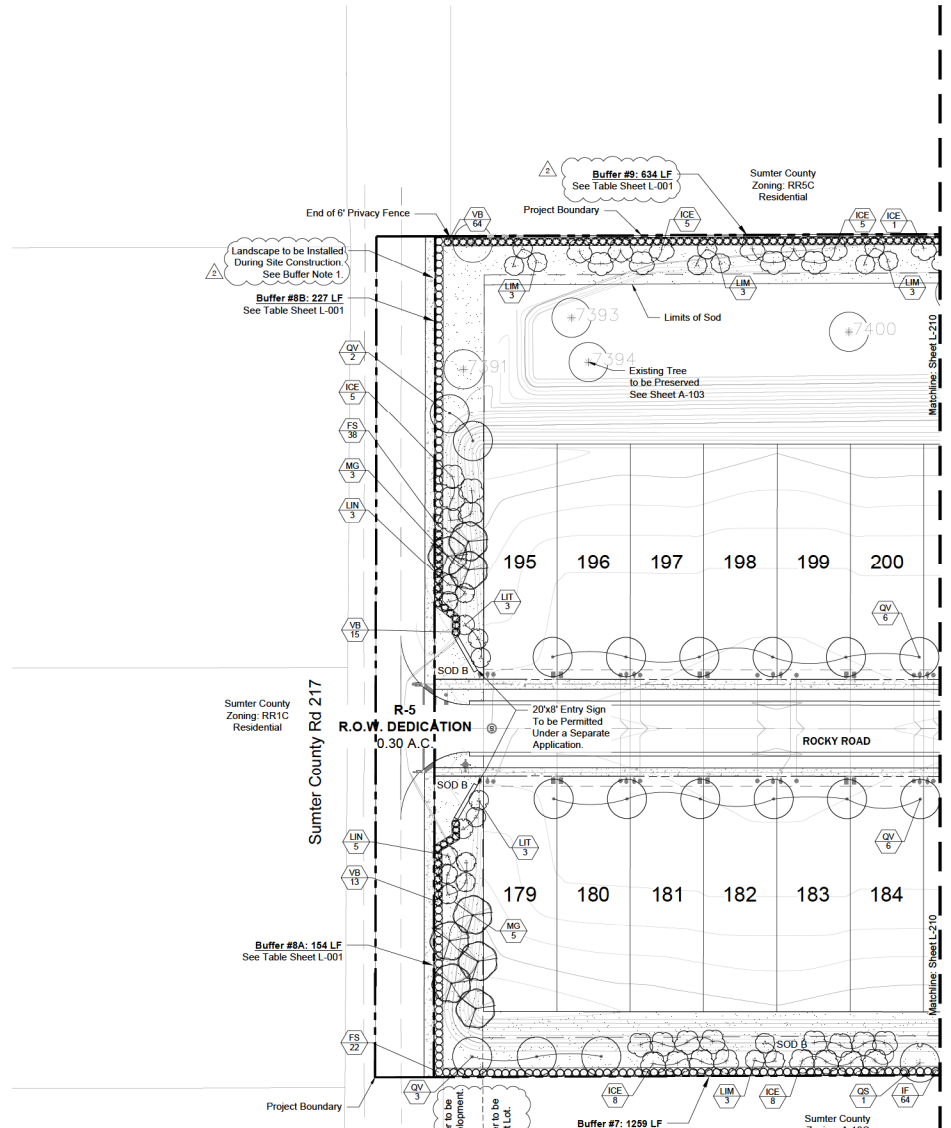 2
Buffer #9: 634 LF
See Table Sheet L-001
Sumter County
Zoning: RR5C
Residential
End of 6' Privacy Fence
VB
64
Project Boundary
ICE
5
ICE
5
ICE
1
Landscape to be Installed
During Site Construction.
See Buffer Note 1.
2
LIM
3
LIM
3
LIM
3
Buffer #8B: 227 LF
See Table Sheet L-001
7393
Limits of Sod
7400
Matchline: Sheet L-210
QV
2
7391
7394
Existing Tree
to be Preserved
See Sheet A-103
ICE
5
FS
38
MG
3
LIN
3
195
196
197
198
199
200
LIT
3
QV
6
VB
15
SOD B
Sumter County
Zoning: RR1C
Residential
Sumter County Rd 217
R-5
R.O.W. DEDICATION
0.30 A.C.
S
20'x8' Entry Sign
To be Permitted
Under a Separate
Application.
ROCKY ROAD
SOD B
LIN
5
LIT
3
QV
6
VB
13
179
180
181
182
183
184
MG
5
Buffer #8A: 154 LF
See Table Sheet L-001
Matchline: Sheet L-210
FS
22
SOD B
QV
3
ICE
8
LIM
3
ICE
8
QS
1
IF
64
Project Boundary
r to be
lopment.
r to be
t Lot.
Buffer #7: 1259 LF
Sumter County